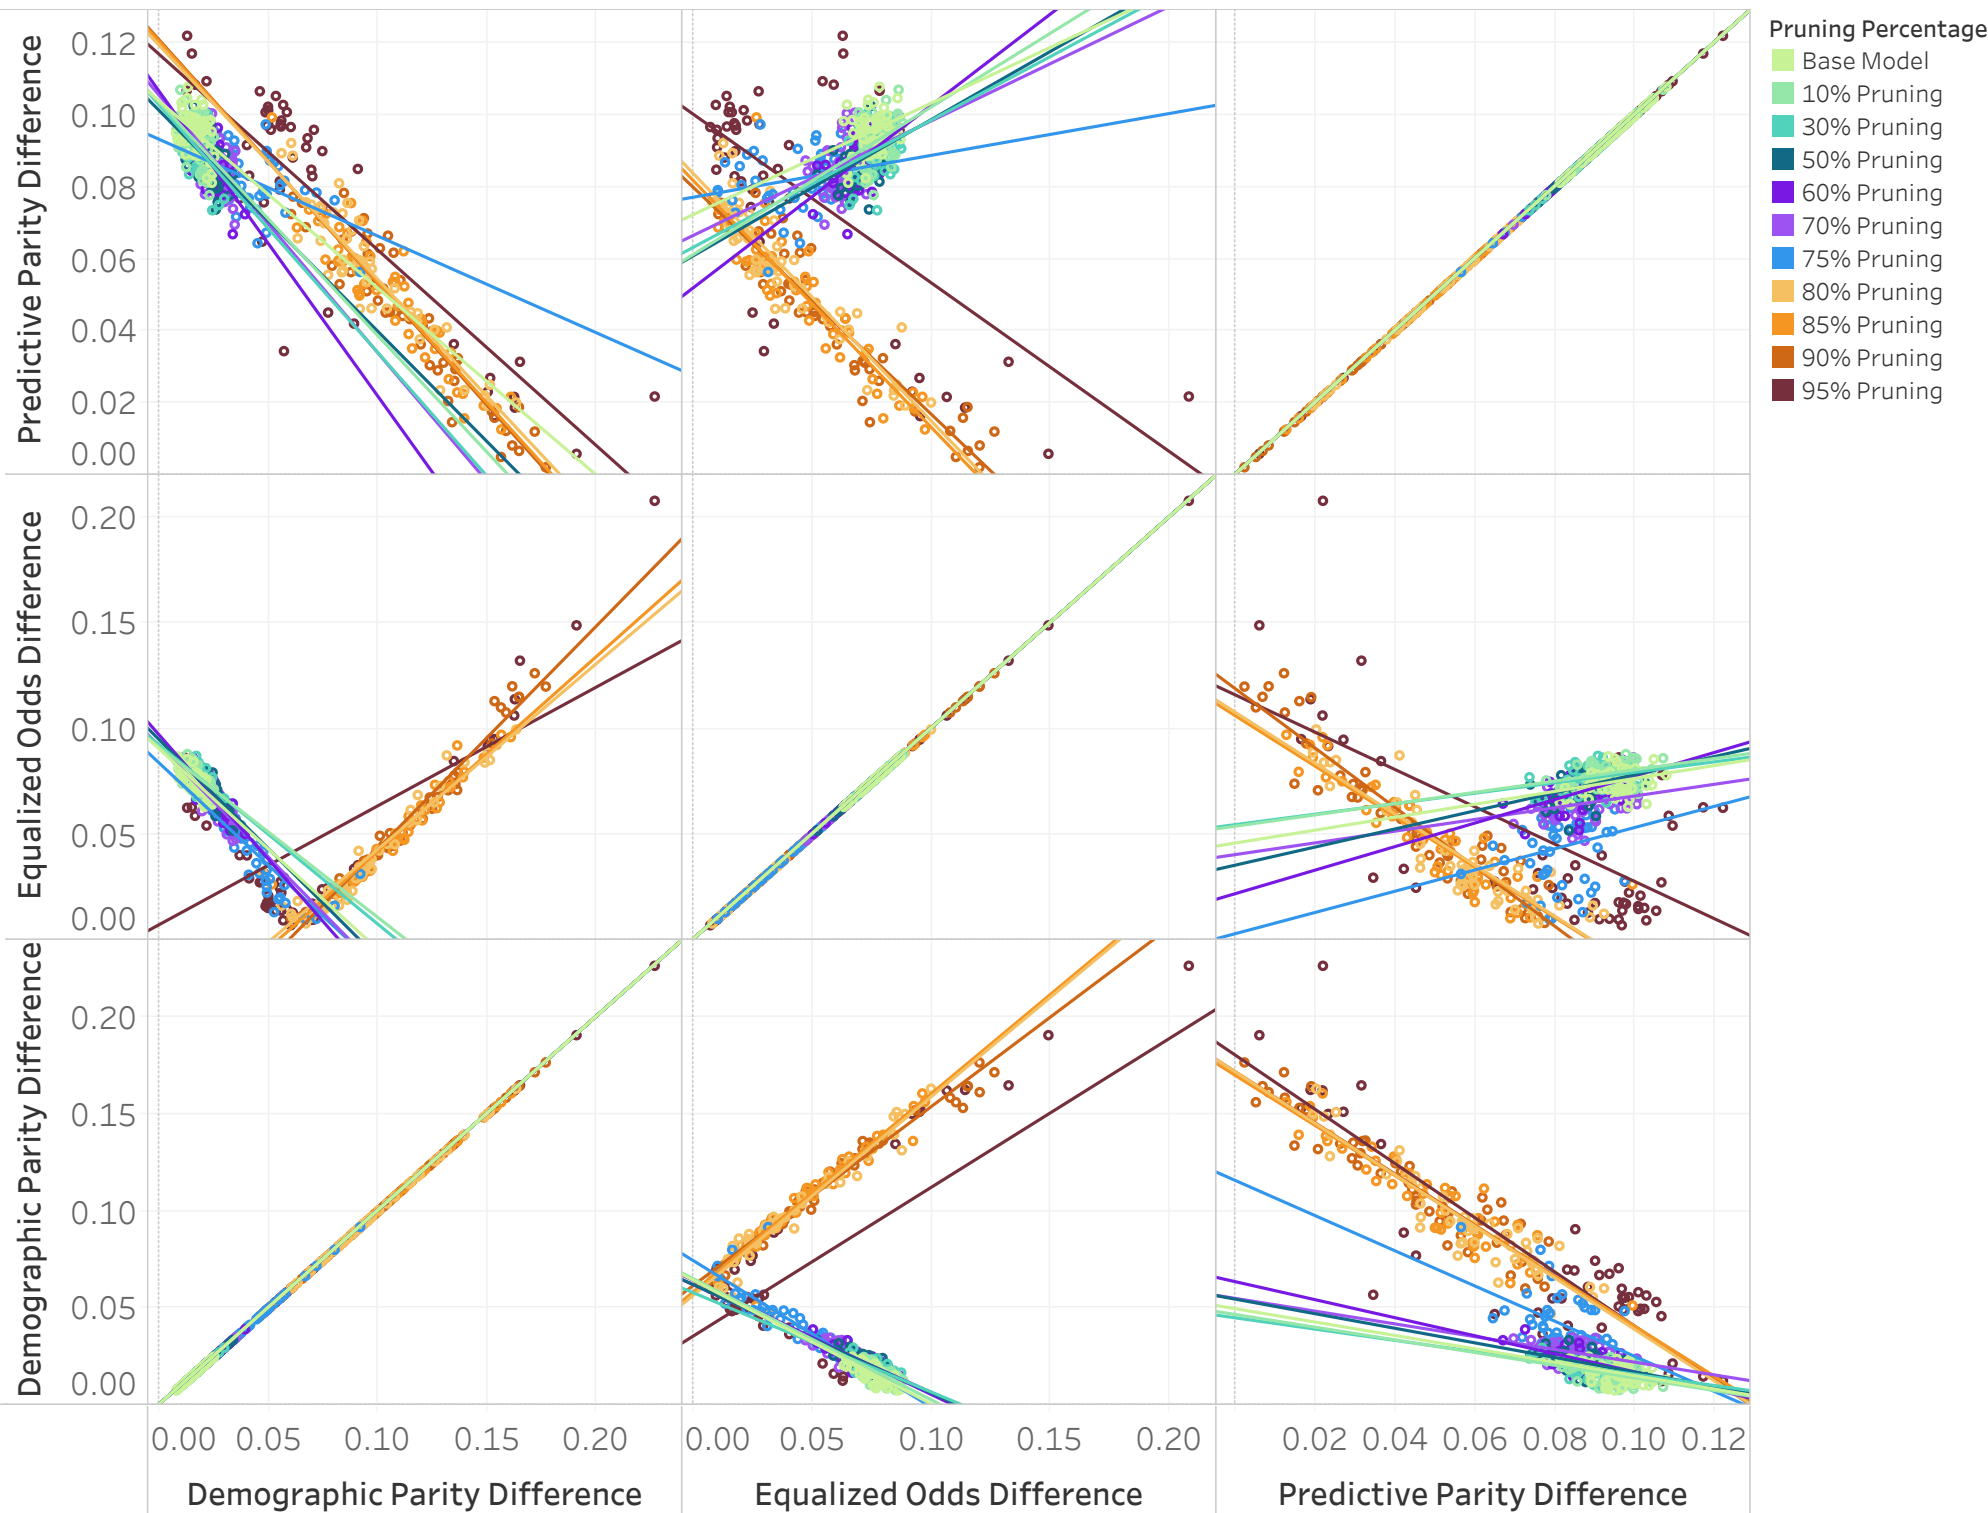 Pruning Percentage
Base Model
10% Pruning
30% Pruning
50% Pruning
60% Pruning
70% Pruning
75% Pruning
80% Pruning
85% Pruning
90% Pruning
95% Pruning
Predictive Parity Difference
0.12
0.10
0.08
0.06
0.04
0.02
0.00
Equalized Odds Difference
0.20
0.15
0.10
0.05
0.00
Demographic Parity Difference
0.20
0.15
0.10
0.05
0.00
0.00 0.05 0.10 0.15 0.20
0.00 0.05 0.10 0.15 0.20
0.02 0.04 0.06 0.08 0.10 0.12
Demographic Parity Difference
Equalized Odds Difference
Predictive Parity Difference